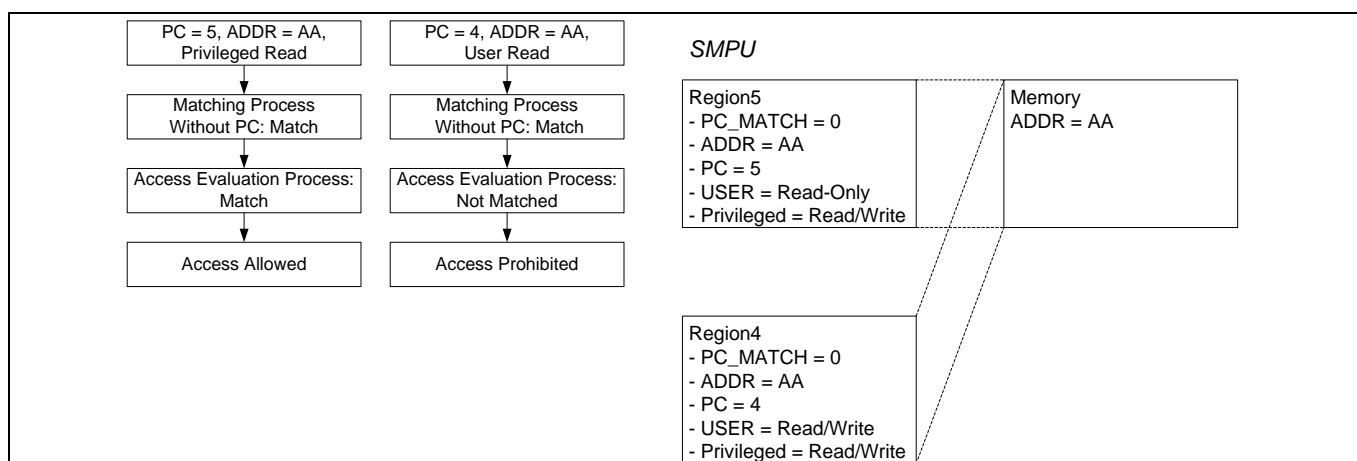 PC = 5, ADDR = AA,
Privileged Read
Matching Process
Without PC: Match
Access Evaluation Process:
Match
Access Allowed
PC = 4, ADDR = AA,
User Read
Matching Process
Without PC: Match
Access Evaluation Process:
Not Matched
Access Prohibited
SMPU
Region5
- PC_MATCH = 0
- ADDR = AA
- PC = 5
- USER = Read-Only
- Privileged = Read/Write
Memory
ADDR = AA
Region4
- PC_MATCH = 0
- ADDR = AA
- PC = 4
- USER = Read/Write
- Privileged = Read/Write